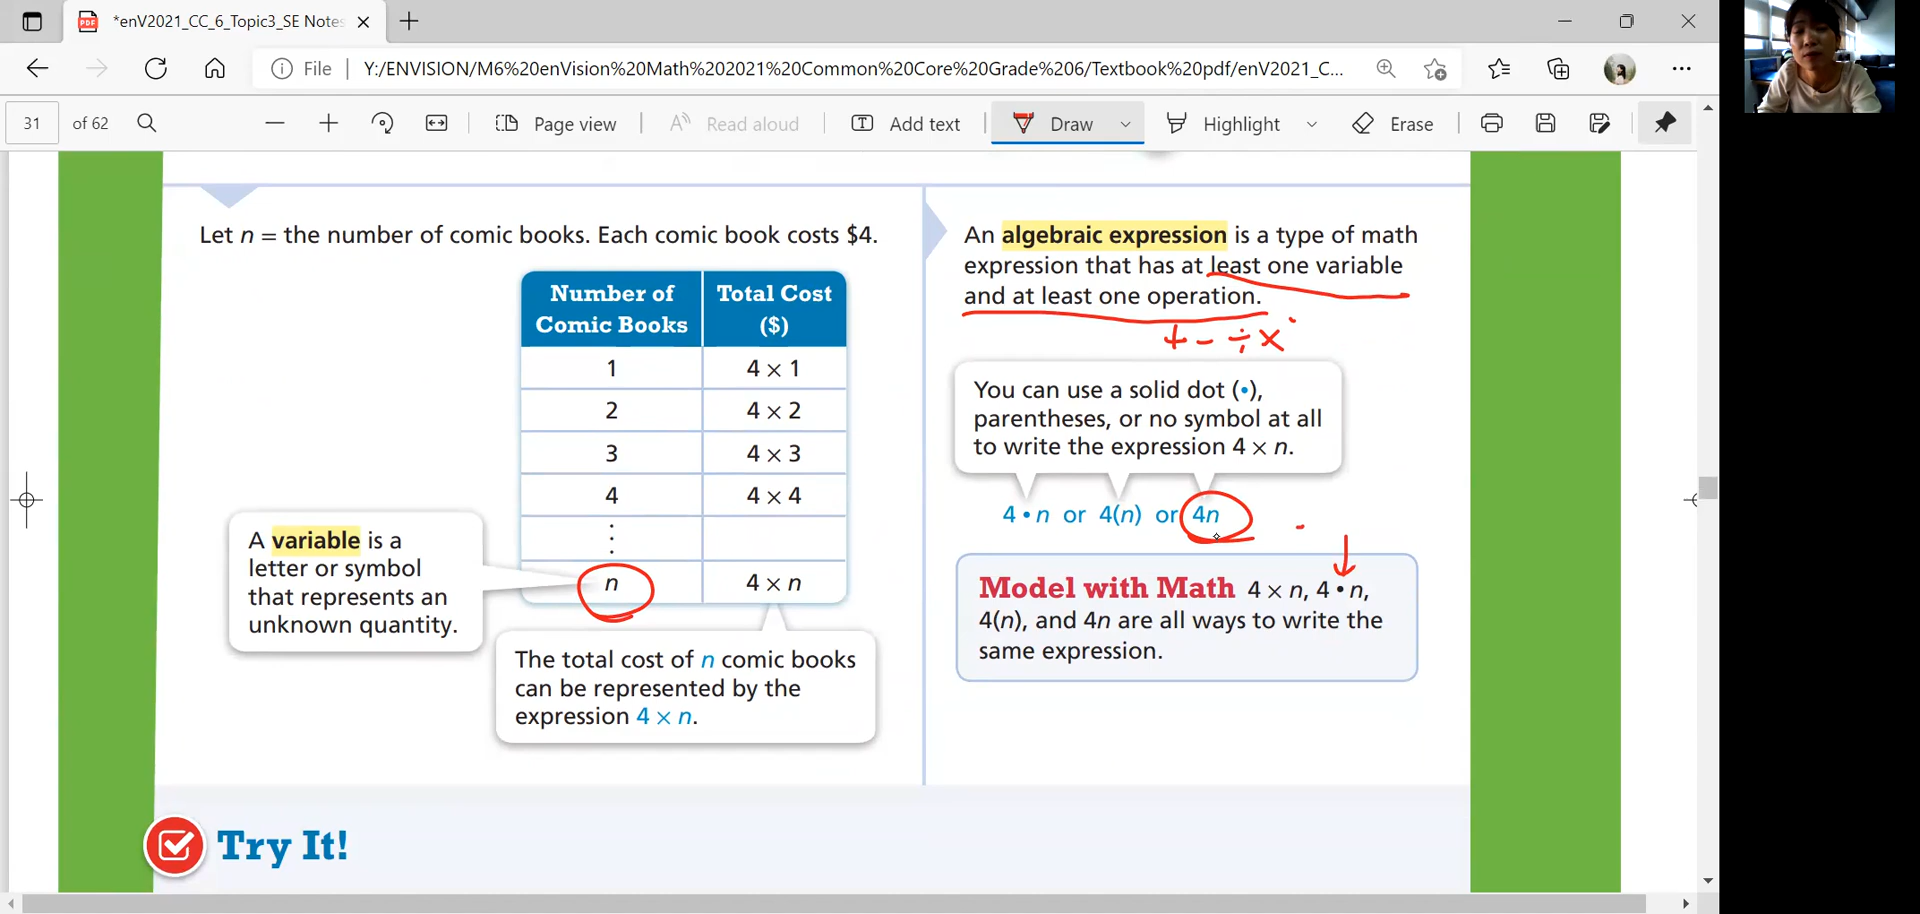 *enV2021_CC_6_Topic3_SE Notes
File
Y:/ENVISION/M6%20enVision%20Math%202021%20Common%20Core%20Grade%206/Textbook%20pdf/enV2021_C...
31 of 62
Page view
Read aloud
Add text
Draw
Highlight
Erase
Let n = the number of comic books. Each comic book costs $4.
Number of Comic Books
Total Cost ($)
1 4 × 1
2 4 × 2
3 4 × 3
4 4 × 4
⋮
n 4 × n
A variable is a
letter or symbol
that represents an
unknown quantity.
The total cost of n comic books
can be represented by the
expression 4 × n.
An algebraic expression is a type of math
expression that has at least one variable
and at least one operation.
+ - ÷ × ·
You can use a solid dot (•),
parentheses, or no symbol at all
to write the expression 4 × n.
4 • n or 4(n) or 4n
Model with Math 4 × n, 4 • n,
4(n), and 4n are all ways to write the
same expression.
Try It!